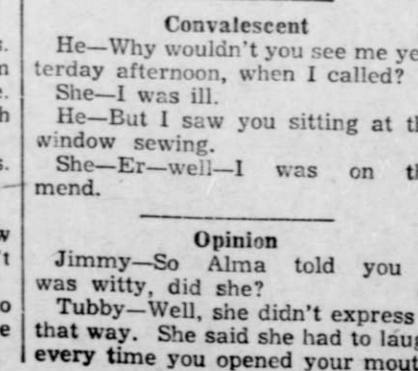 Convalescent
He—Why wouldn't you see me ye
terday afternoon, when I called?
She—I was ill.
He—But I saw you sitting at th
window sewing.
She—Er—well—I was on th
mend.
Opinion
Jimmy—So Alma told you
was witty, did she?
Tubby—Well, she didn't express
that way. She said she had to laug
every time you opened your mout